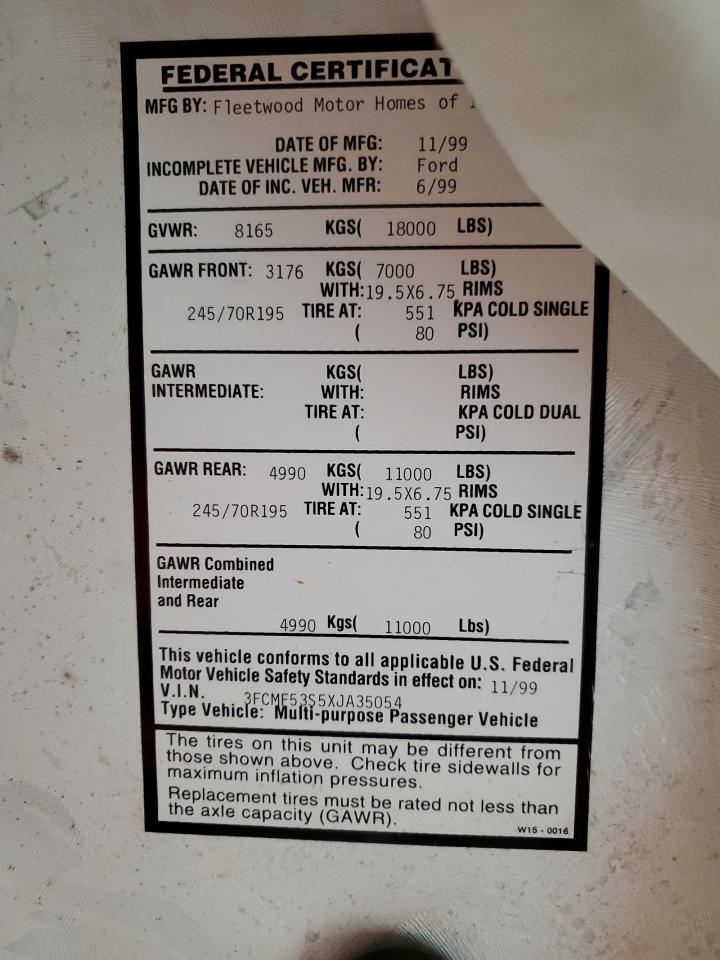 FEDERAL CERTIFICAT
MFG BY: Fleetwood Motor Homes of
DATE OF MFG: 11/99
INCOMPLETE VEHICLE MFG. BY: Ford
DATE OF INC. VEH. MFR: 6/99
GVWR: 8165 KGS( 18000 LBS)
GAWR FRONT: 3176 KGS( 7000 LBS)
WITH: 19.5X6.75 RIMS
245/70R195 TIRE AT: 551 KPA COLD SINGLE
( 80 PSI)
GAWR KGS( LBS)
INTERMEDIATE: WITH: RIMS
TIRE AT: KPA COLD DUAL
( PSI)
GAWR REAR: 4990 KGS( 11000 LBS)
WITH: 19.5X6.75 RIMS
245/70R195 TIRE AT: 551 KPA COLD SINGLE
( 80 PSI)
GAWR Combined
Intermediate
and Rear
4990 Kgs( 11000 Lbs)
This vehicle conforms to all applicable U.S. Federal
Motor Vehicle Safety Standards in effect on: 11/99
V.I.N. 3FCMF53S5XJA35054
Type Vehicle: Multi-purpose Passenger Vehicle
The tires on this unit may be different from
those shown above. Check tire sidewalls for
maximum inflation pressures.
Replacement tires must be rated not less than
the axle capacity (GAWR).
W15 - 0016